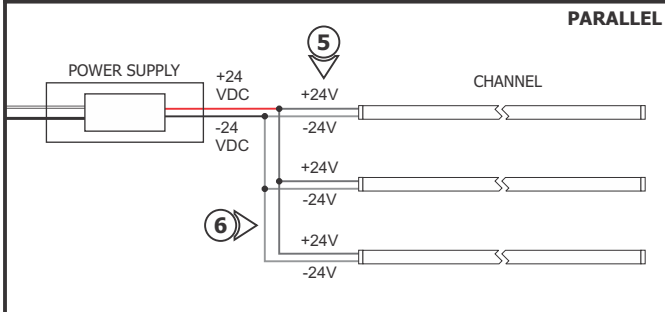 PARALLEL
5
POWER SUPPLY
+24
VDC
+24V
CHANNEL
-24
VDC
-24V
+24V
-24V
6
+24V
-24V